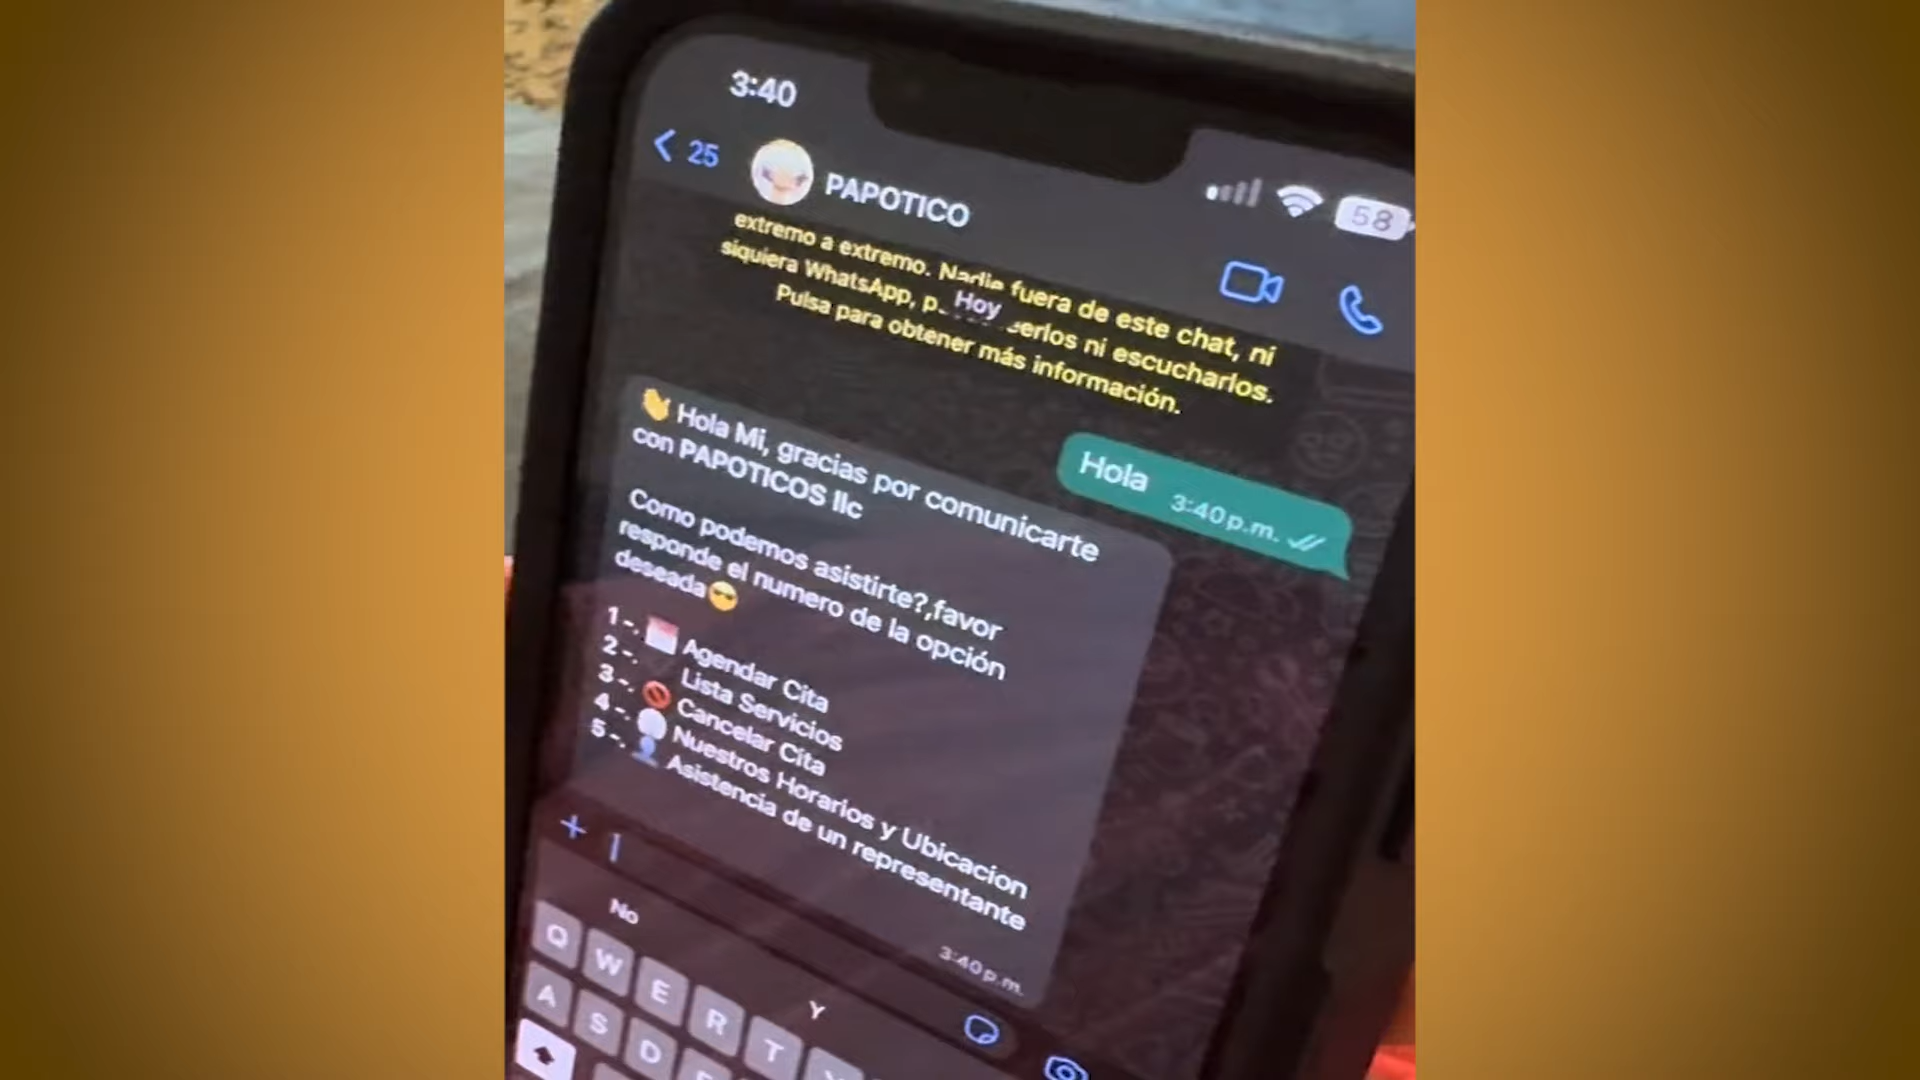 3:40
58
25
PAPOTICO
extremo a extremo. Nadie fuera de este chat, ni
siquiera WhatsApp, p
Hoy
erlos ni escucharlos.
Pulsa para obtener más información.
Hola
3:40 p.m.
Hola Mi, gracias por comunicarte
con PAPOTICOS llc
Como podemos asistirte?,favor
responde el numero de la opción
deseada
1 -. Agendar Cita
2 -. Lista Servicios
3 -. Cancelar Cita
4 -. Nuestros Horarios y Ubicacion
5 -. Asistencia de un representante
3:40 p.m.
No
Y
Q W E R T
A S D